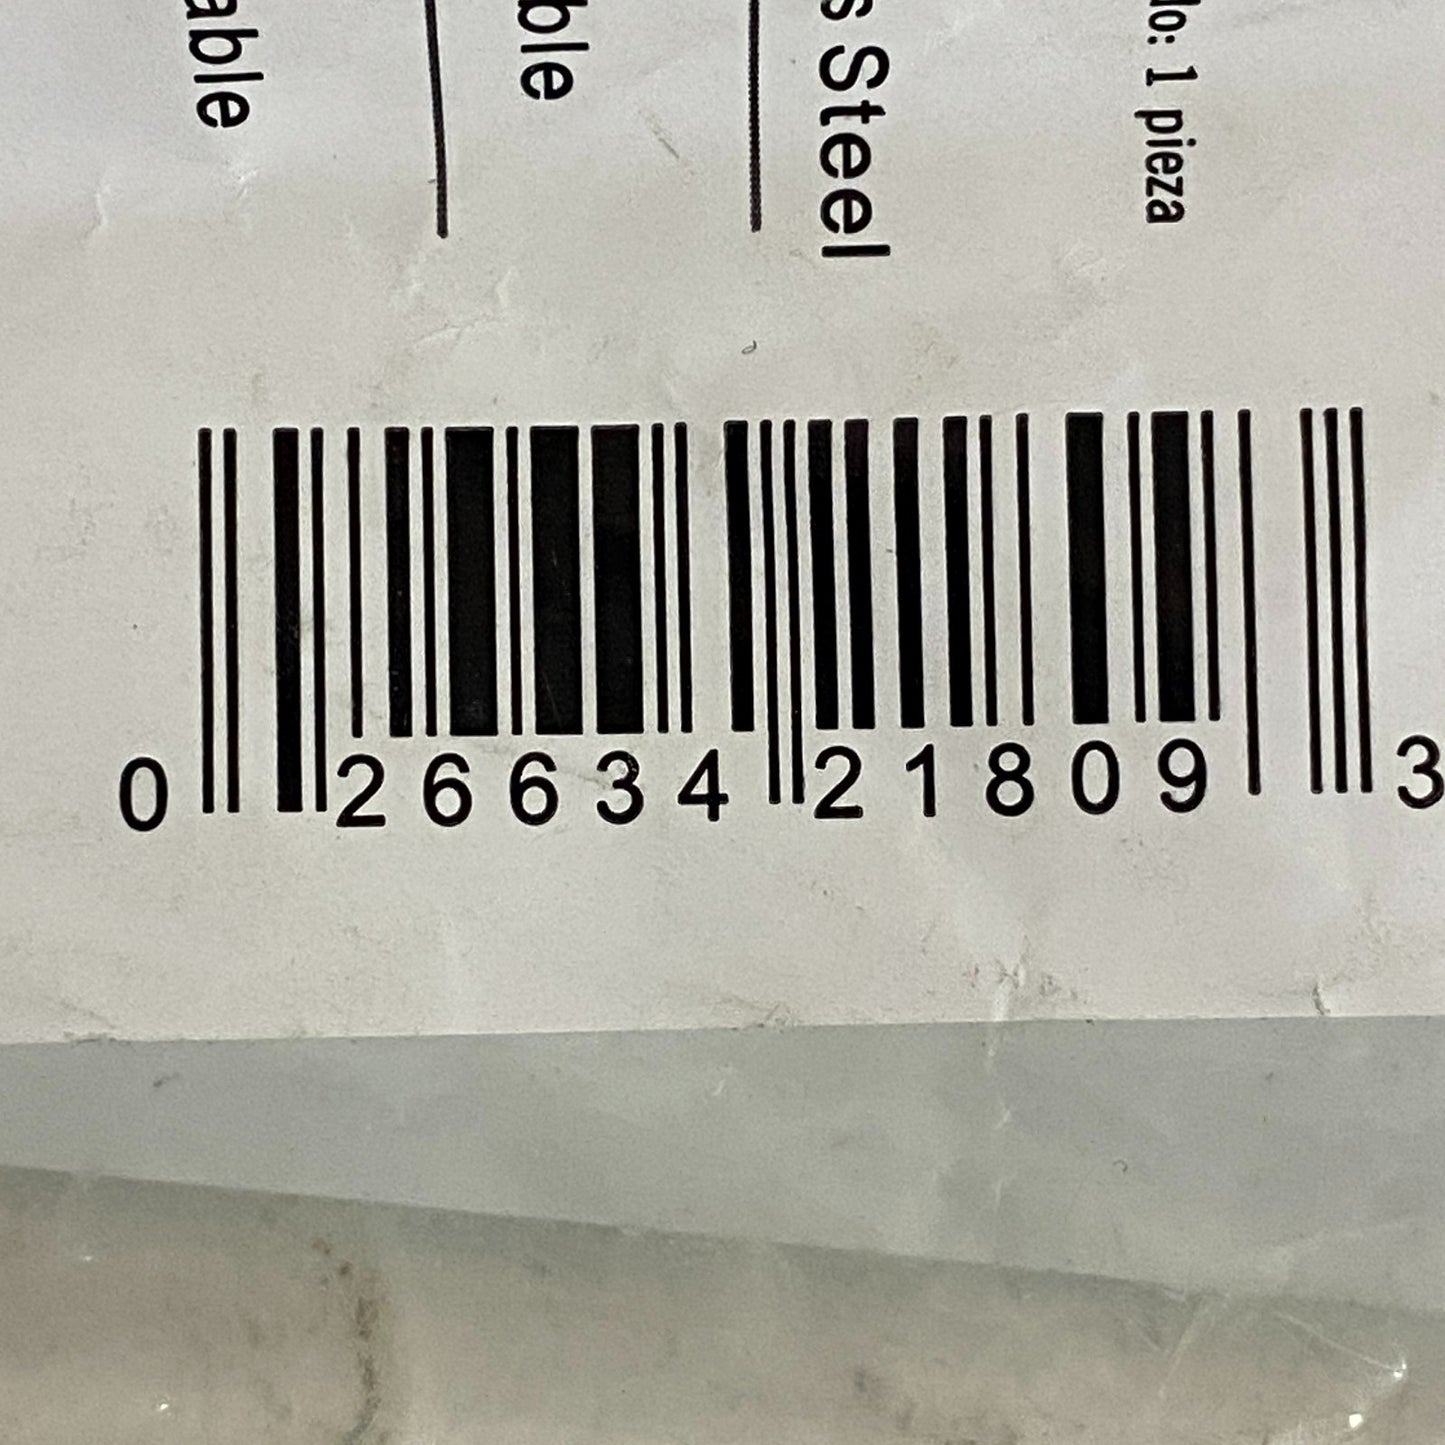 lo: 1 pieza
s Steel
ble
able
0 26634 21809 3